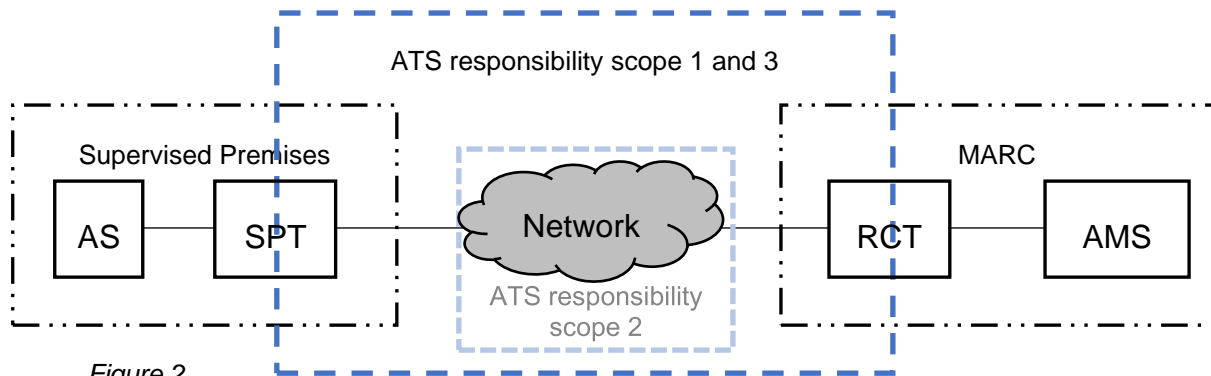 ATS responsibility scope 1 and 3
Supervised Premises
MARC
AS
SPT
Network
RCT
AMS
ATS responsibility
scope 2
Figure 2